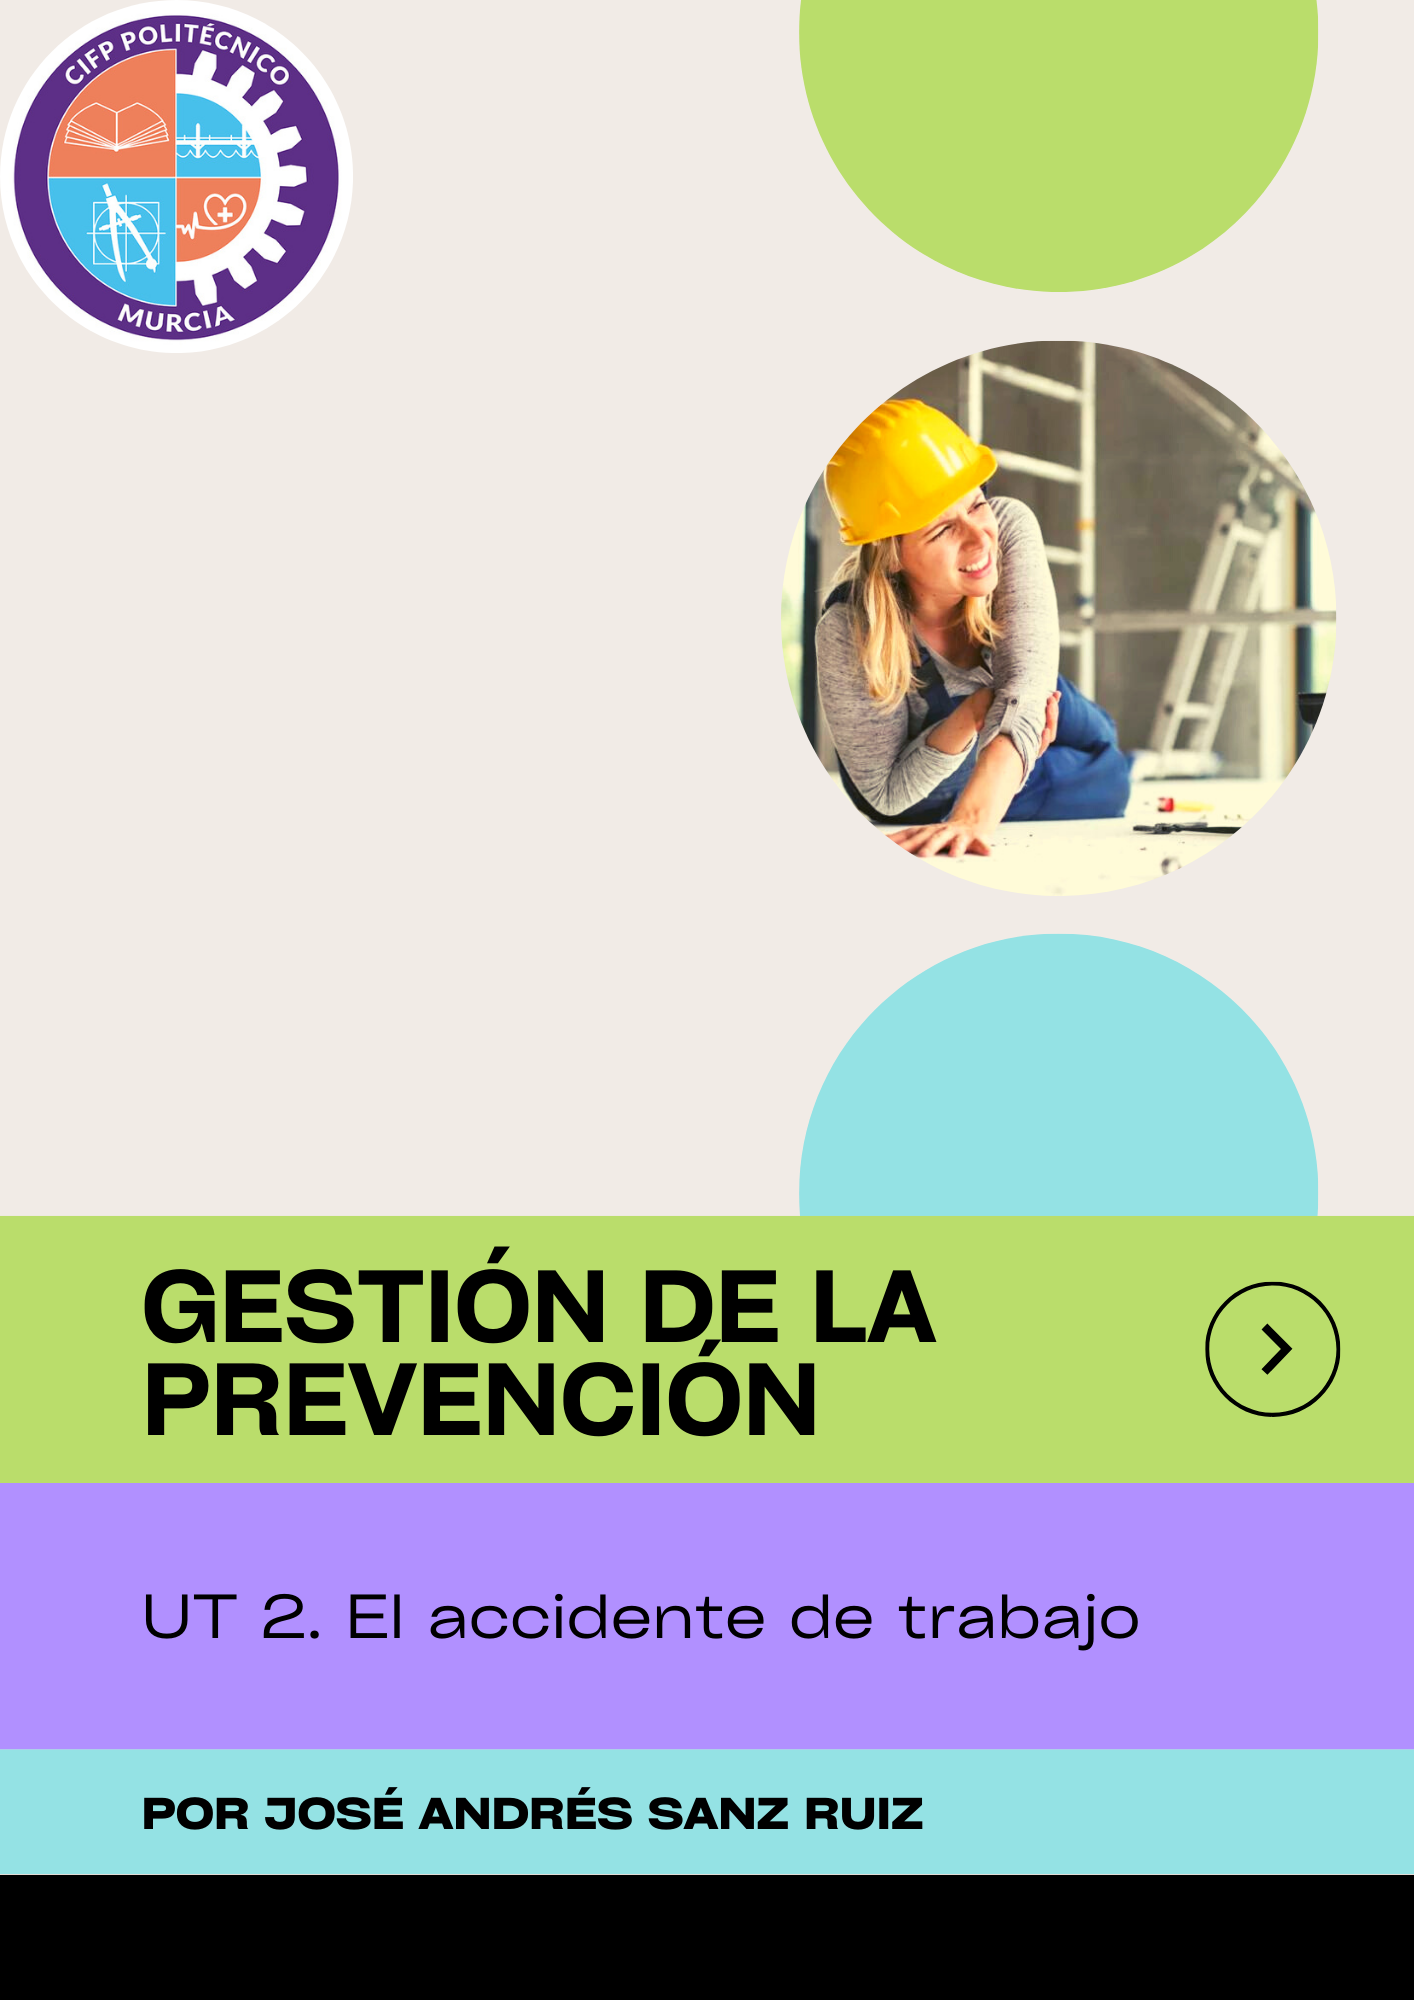 CIFP POLITÉCNICO
MURCIA
GESTIÓN DE LA
PREVENCIÓN
UT 2. El accidente de trabajo
POR JOSÉ ANDRÉS SANZ RUIZ